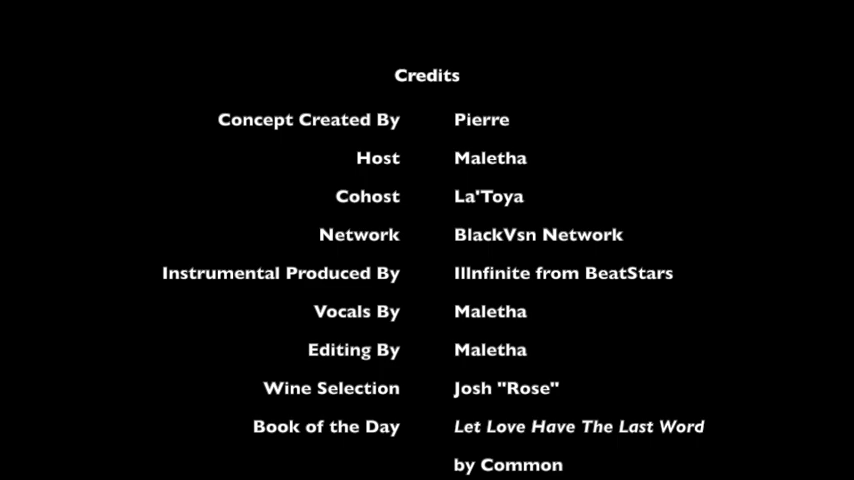 Credits
Concept Created By Pierre
Host Maletha
Cohost La'Toya
Network BlackVsn Network
Instrumental Produced By IllInfinite from BeatStars
Vocals By Maletha
Editing By Maletha
Wine Selection Josh "Rose"
Book of the Day Let Love Have The Last Word
by Common